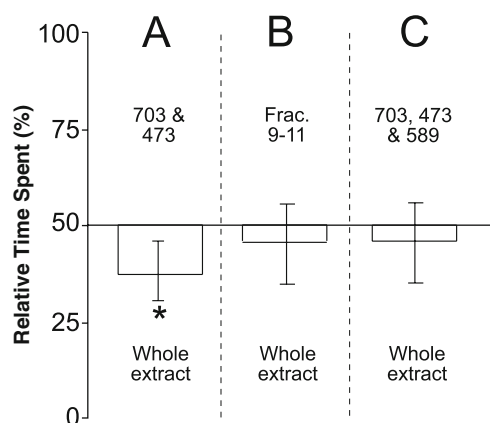 A
B
C
Relative Time Spent (%)
100
75
50
25
0
703 &
473
Frac.
9-11
703, 473
& 589
*
Whole
extract
Whole
extract
Whole
extract